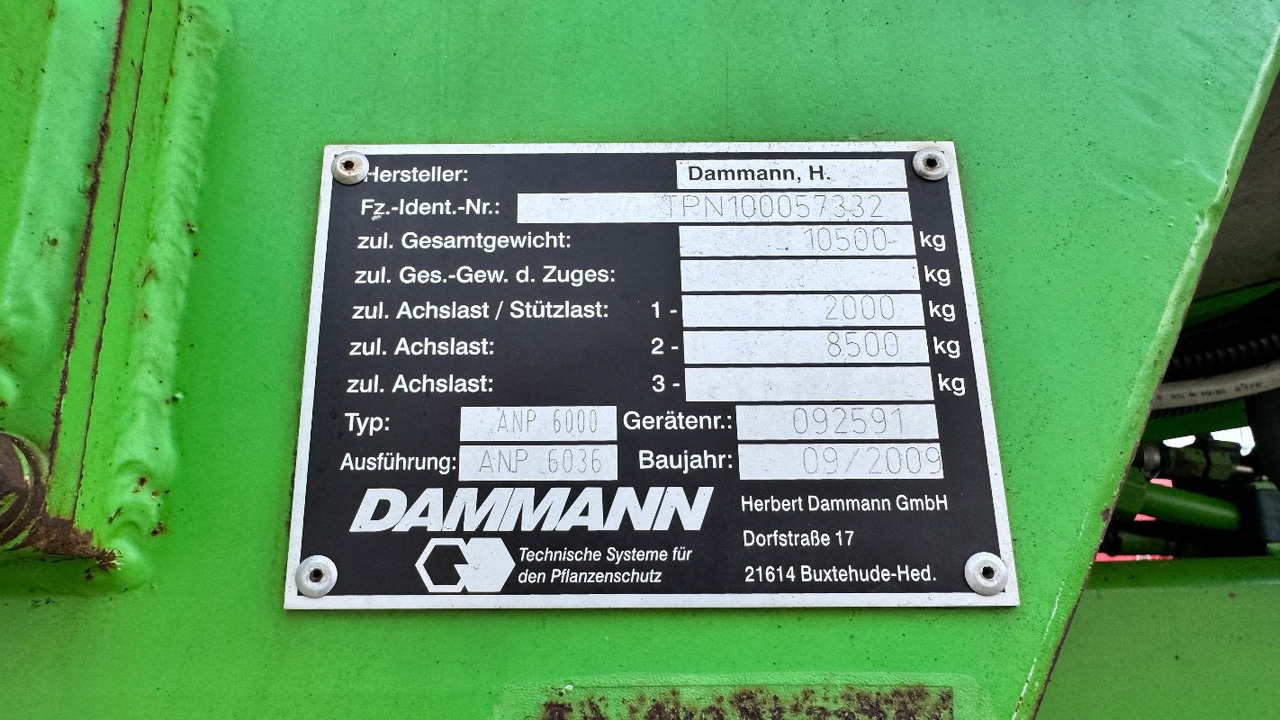 Hersteller: Dammann, H.
Fz.-Ident.-Nr.: TPN100057332
zul. Gesamtgewicht: 10500 kg
zul. Ges.-Gew. d. Zuges: kg
zul. Achslast / Stützlast: 1 - 2000 kg
zul. Achslast: 2 - 8500 kg
zul. Achslast: 3 - kg
Typ: ANP 6000 Gerätenr.: 092591
Ausführung: ANP 6036 Baujahr: 09/2009
DAMMANN
Technische Systeme für
den Pflanzenschutz
Herbert Dammann GmbH
Dorfstraße 17
21614 Buxtehude-Hed.